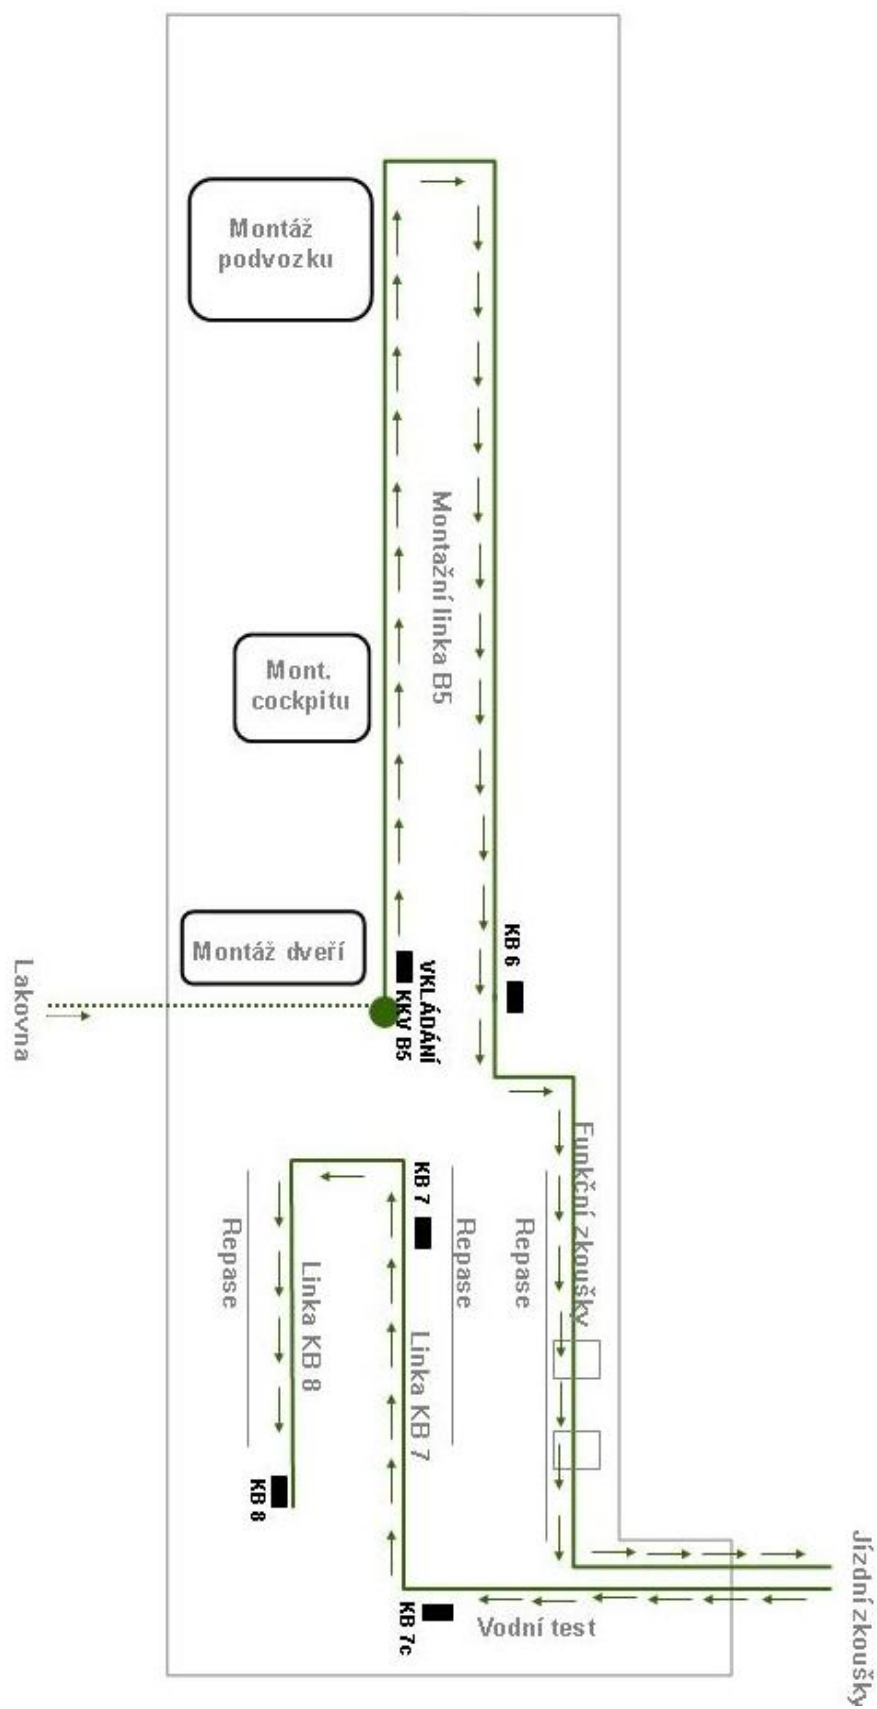 Montáž
podvozku
Montažní linka B5
Mont.
cockpitu
KB 6
Montáž dveří
VKLÁDÁNÍ
KKV B5
Lakovna
Funkční zkoušky
KB 7
Repase
Repase
Repase
Linka KB 8
Linka KB 7
KB 8
Jízdní zkoušky
KB 7c
Vodní test